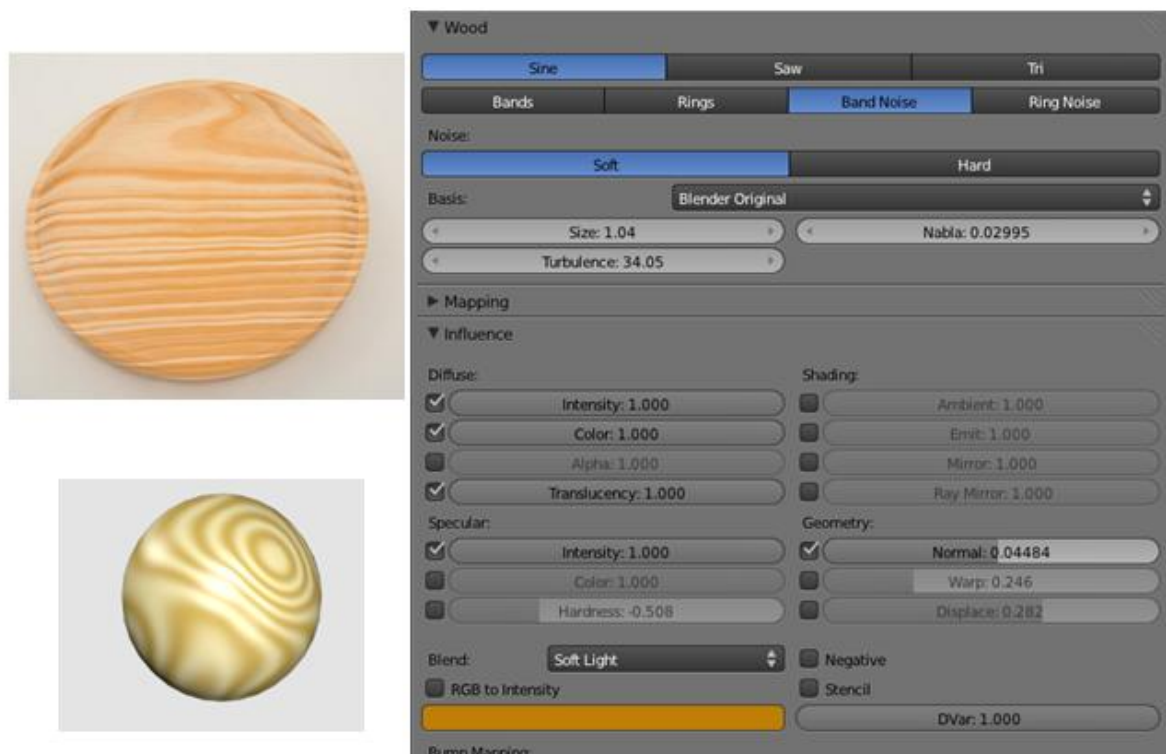 Wood
Sine Saw Tri
Bands Rings Band Noise Ring Noise
Noise:
Soft Hard
Basis: Blender Original
Size: 1.04 Nabla: 0.02995
Turbulence: 34.05
Mapping
Influence
Diffuse: Shading:
Intensity: 1.000 Ambient: 1.000
Color: 1.000 Emit: 1.000
Alpha: 1.000 Mirror: 1.000
Translucency: 1.000 Ray Mirror: 1.000
Specular: Geometry:
Intensity: 1.000 Normal: 0.04484
Color: 1.000 Warp: 0.246
Hardness: -0.508 Displace: 0.282
Blend: Soft Light Negative
RGB to Intensity Stencil
DVar: 1.000
Bump Mapping: